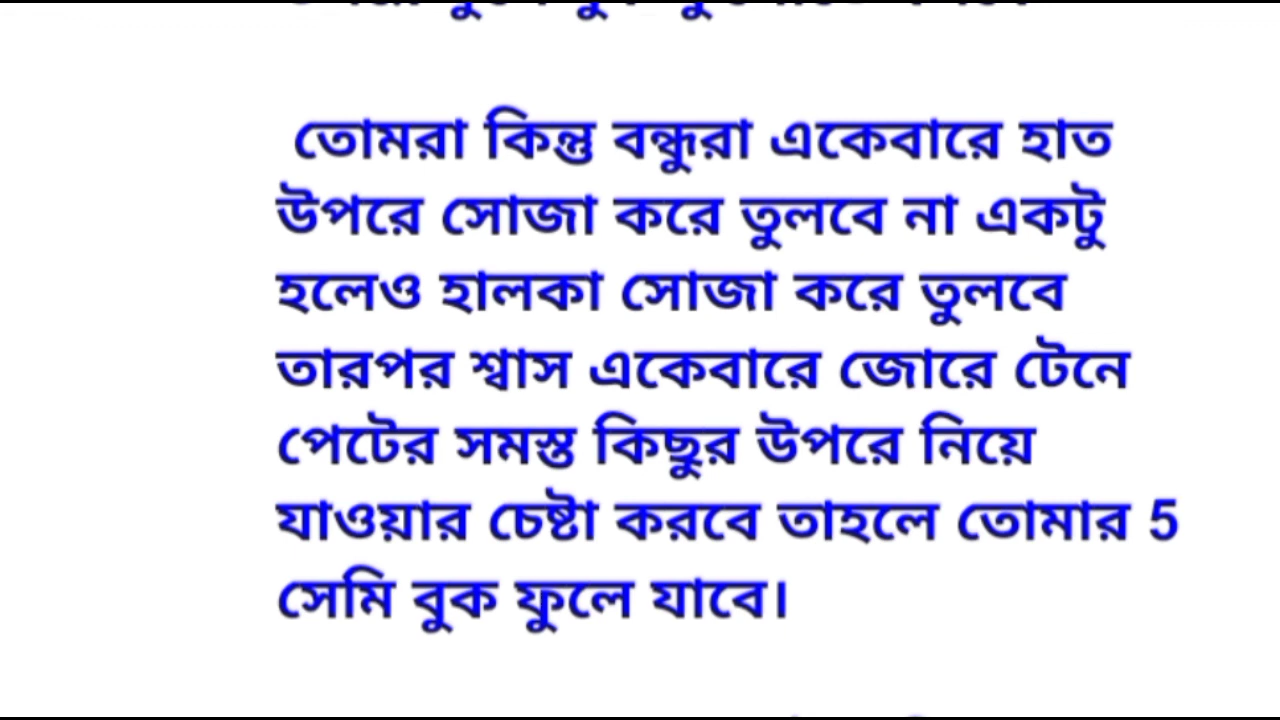 তোমরা কিন্তু বন্ধুরা একেবারে হাত
উপরে সোজা করে তুলবে না একটু
হলেও হালকা সোজা করে তুলবে
তারপর শ্বাস একেবারে জোরে টেনে
পেটের সমস্ত কিছুর উপরে নিয়ে
যাওয়ার চেষ্টা করবে তাহলে তোমার 5
সেমি বুক ফুলে যাবে।